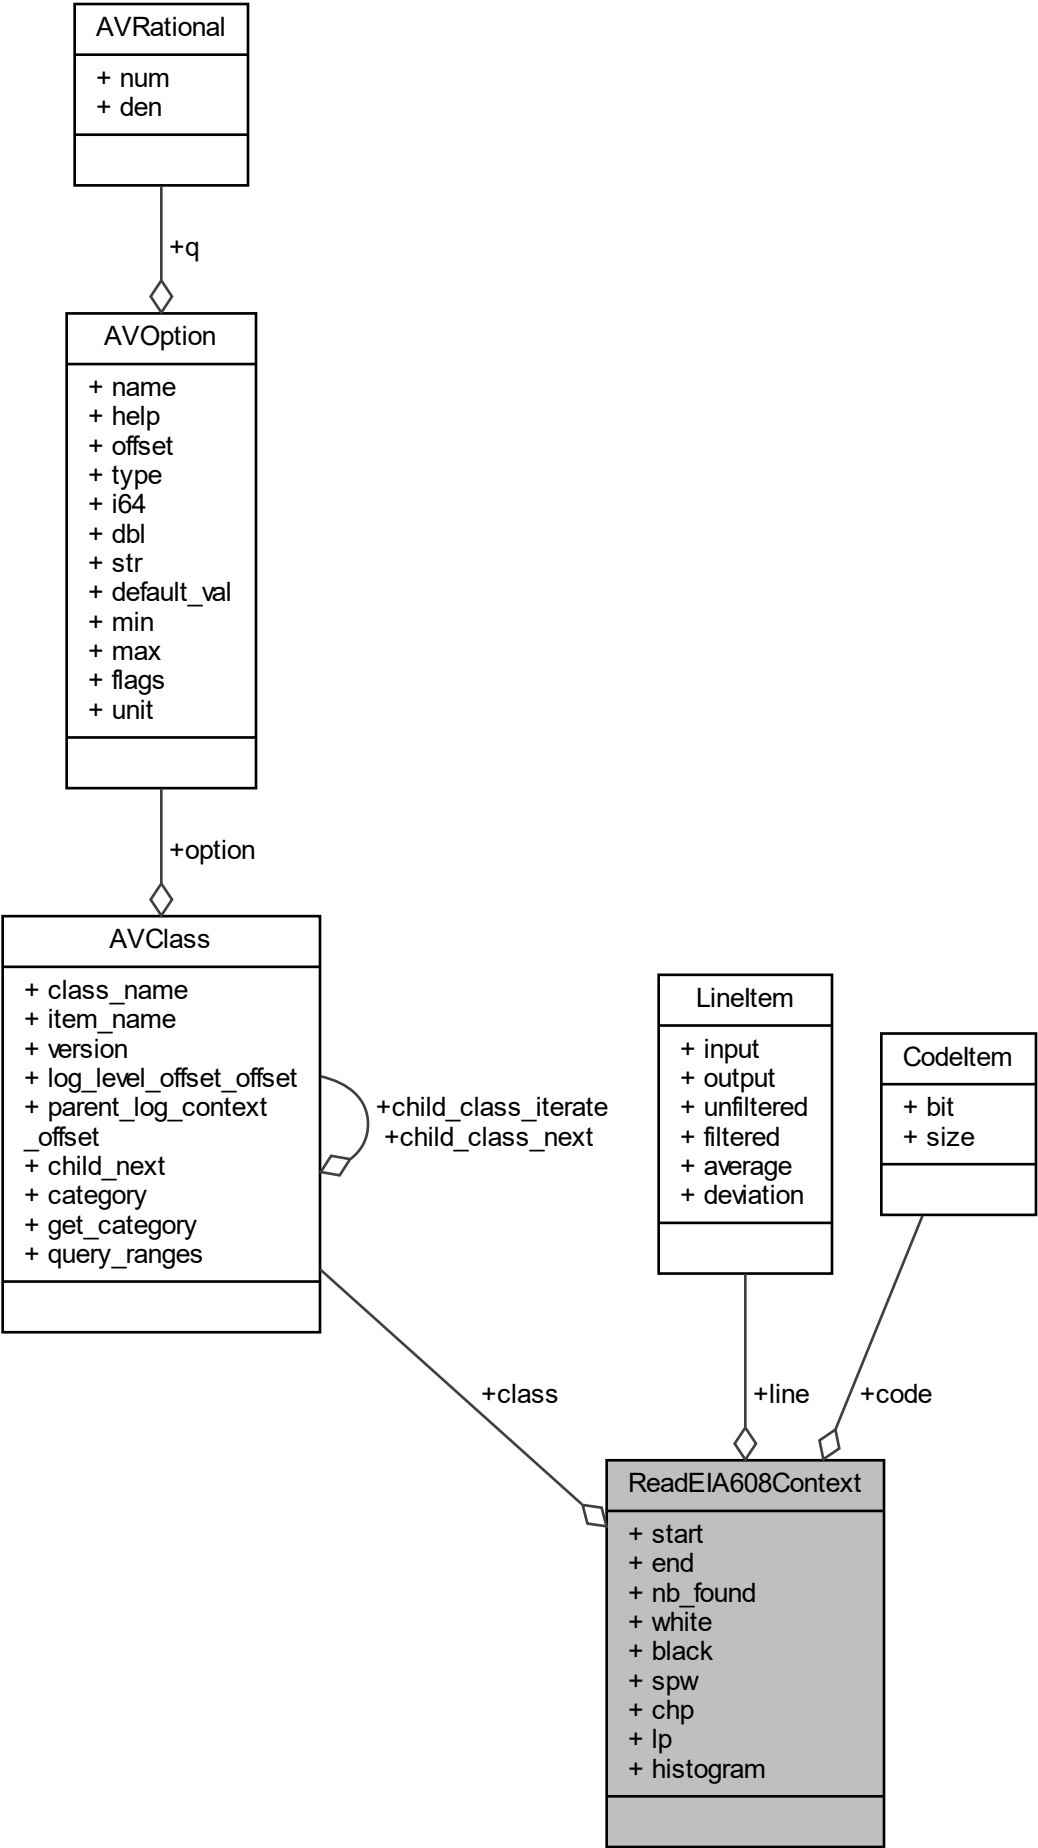 AVRational
+ num
+ den
+q
AVOption
+ name
+ help
+ offset
+ type
+ i64
+ dbl
+ str
+ default_val
+ min
+ max
+ flags
+ unit
+option
AVClass
+ class_name
+ item_name
+ version
+ log_level_offset_offset
+ parent_log_context
_offset
+ child_next
+ category
+ get_category
+ query_ranges
+child_class_iterate
+child_class_next
LineItem
+ input
+ output
+ unfiltered
+ filtered
+ average
+ deviation
CodeItem
+ bit
+ size
+class
+line
+code
ReadEIA608Context
+ start
+ end
+ nb_found
+ white
+ black
+ spw
+ chp
+ lp
+ histogram